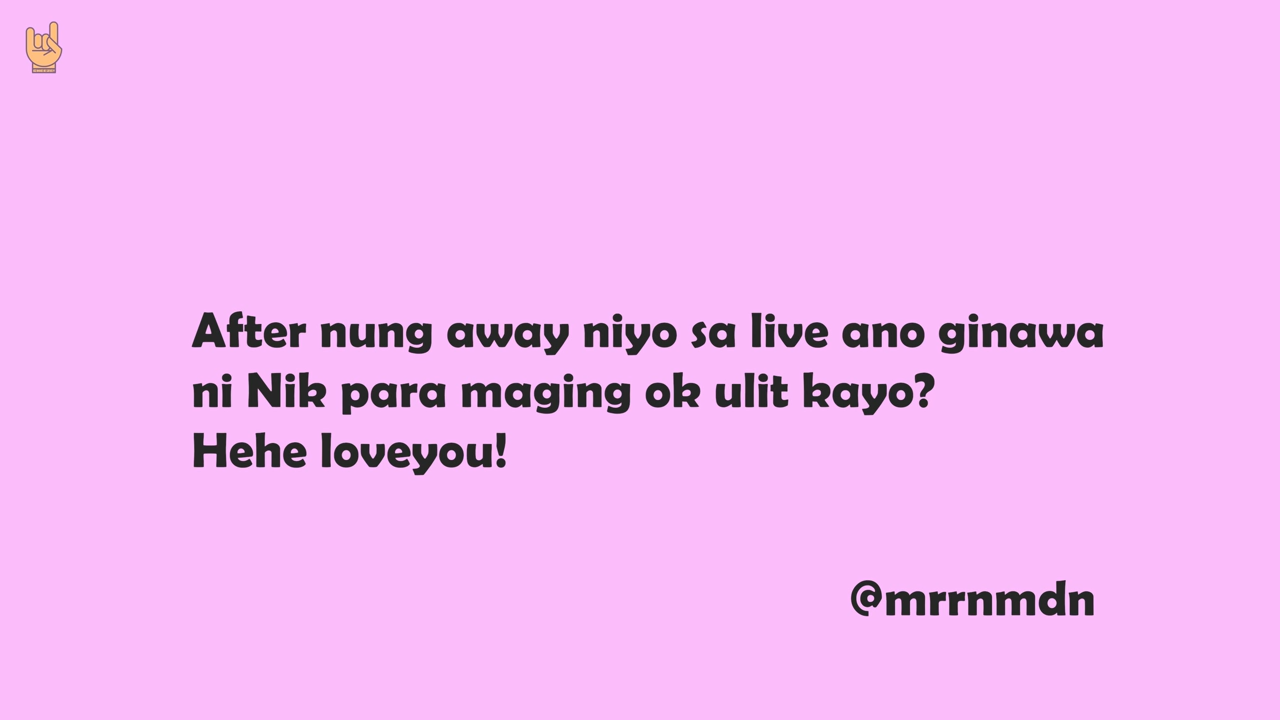 After nung away niyo sa live ano ginawa
ni Nik para maging ok ulit kayo?
Hehe loveyou!
@mrrnmdn